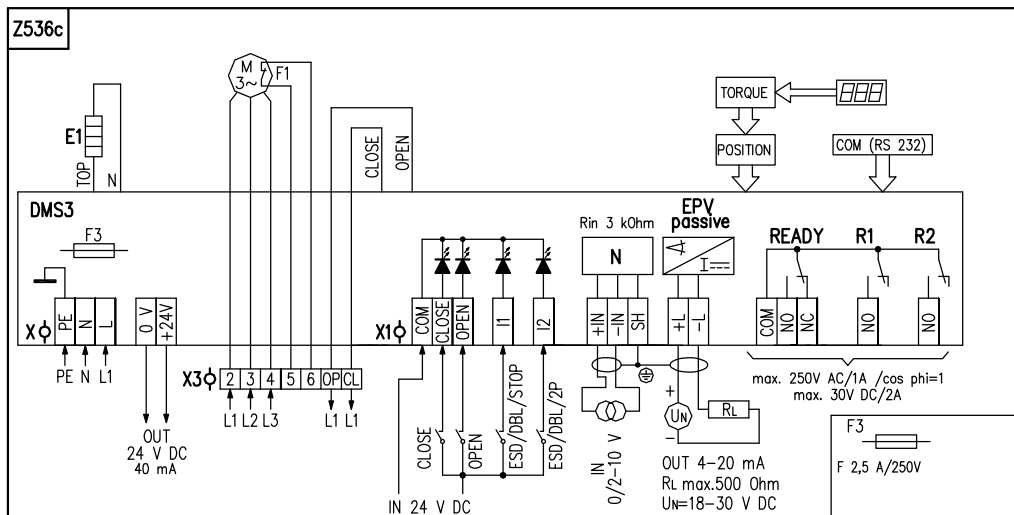 Z536c
M
3~
F1
E1
TOP
N
CLOSE
OPEN
TORQUE
POSITION
COM (RS 232)
DMS3
F3
Rin 3 kOhm
N
EPV
passive
READY
R1
R2
X
PE
N
L
0 V
+24V
X1
COM
CLOSE
OPEN
I1
I2
+IN
-IN
SH
+L
-L
COM
NO
NC
NO
NO
PE N L1
X3
2 3 4 5 6 OP CL
L1 L2 L3
L1 L1
OUT
24 V DC
40 mA
CLOSE
OPEN
ESD/DBL/STOP
ESD/DBL/2P
IN 24 V DC
IN
0/2-10 V
+
UN
-
RL
OUT 4-20 mA
RL max.500 Ohm
UN=18-30 V DC
max. 250V AC/1A /cos phi=1
max. 30V DC/2A
F3
F 2,5 A/250V